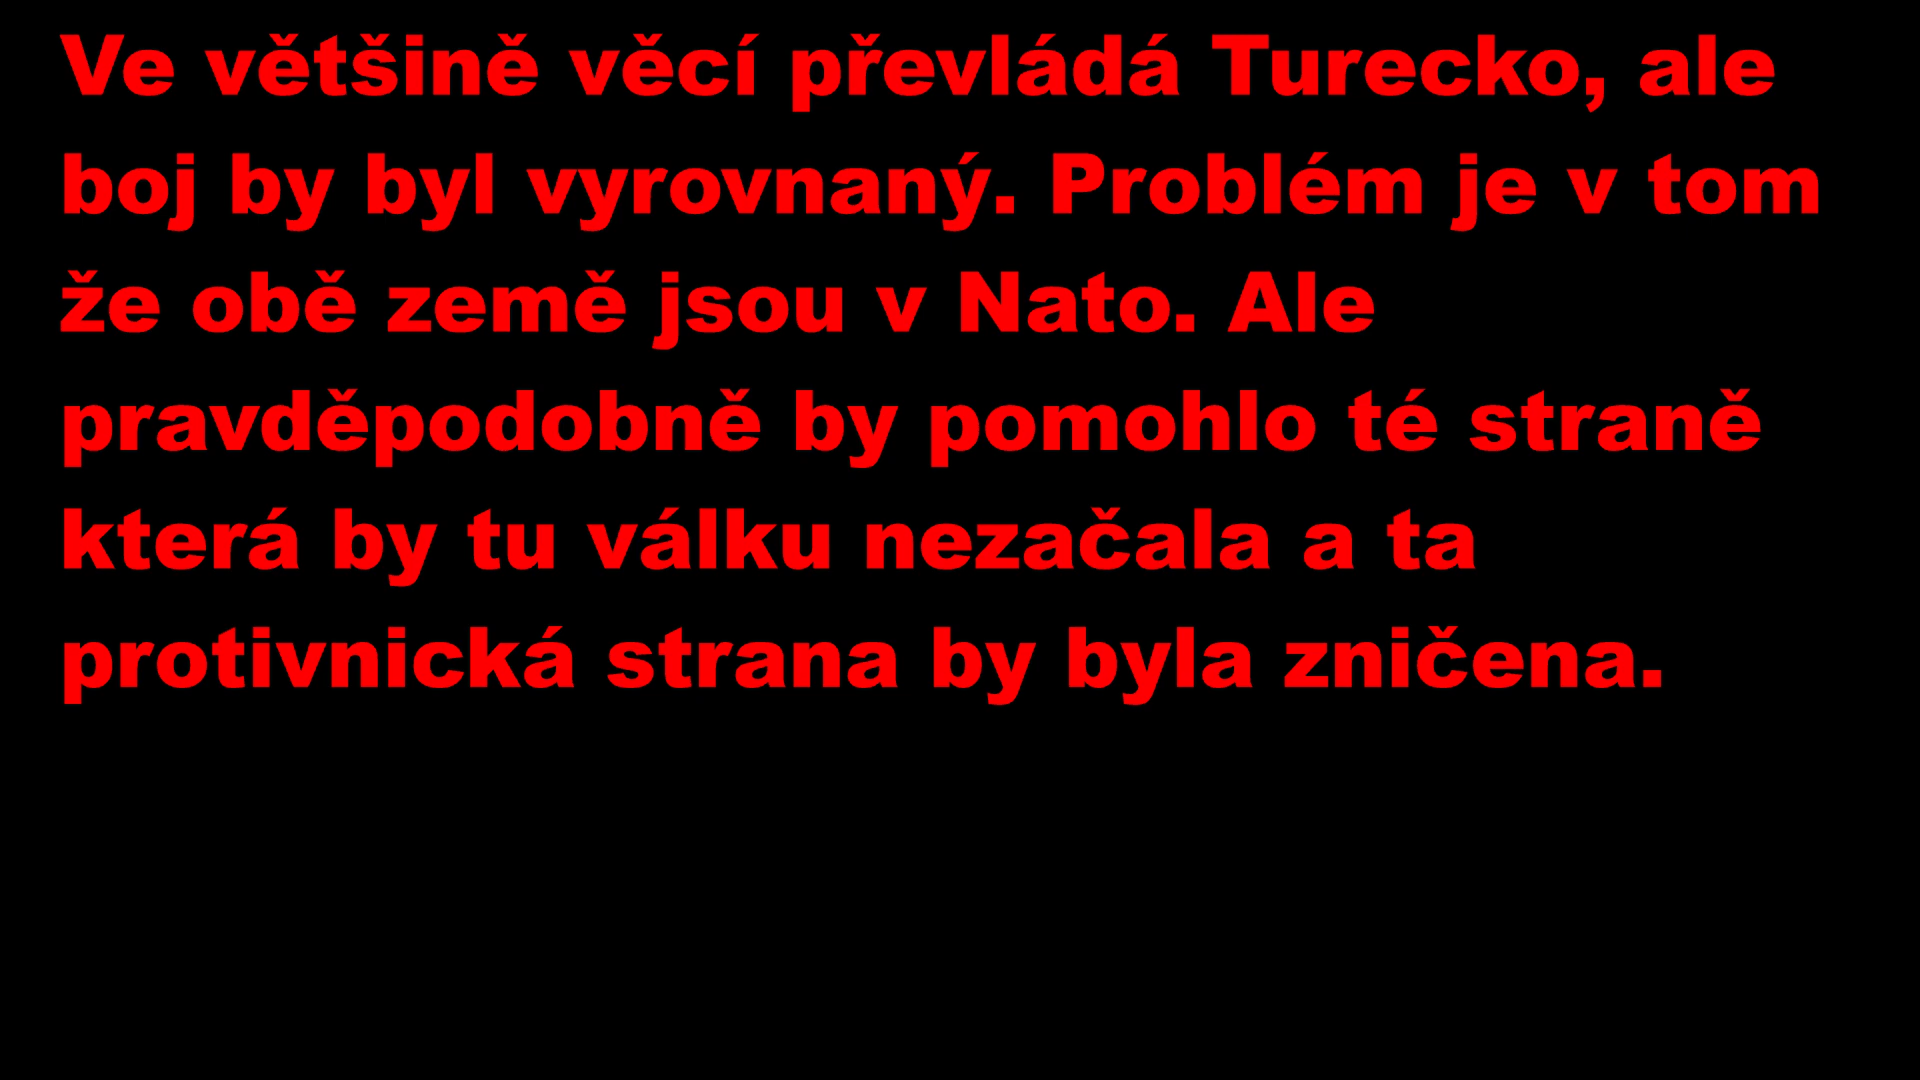 Ve většině věcí převládá Turecko, ale
boj by byl vyrovnaný. Problém je v tom
že obě země jsou v Nato. Ale
pravděpodobně by pomohlo té straně
která by tu válku nezačala a ta
protivnická strana by byla zničena.